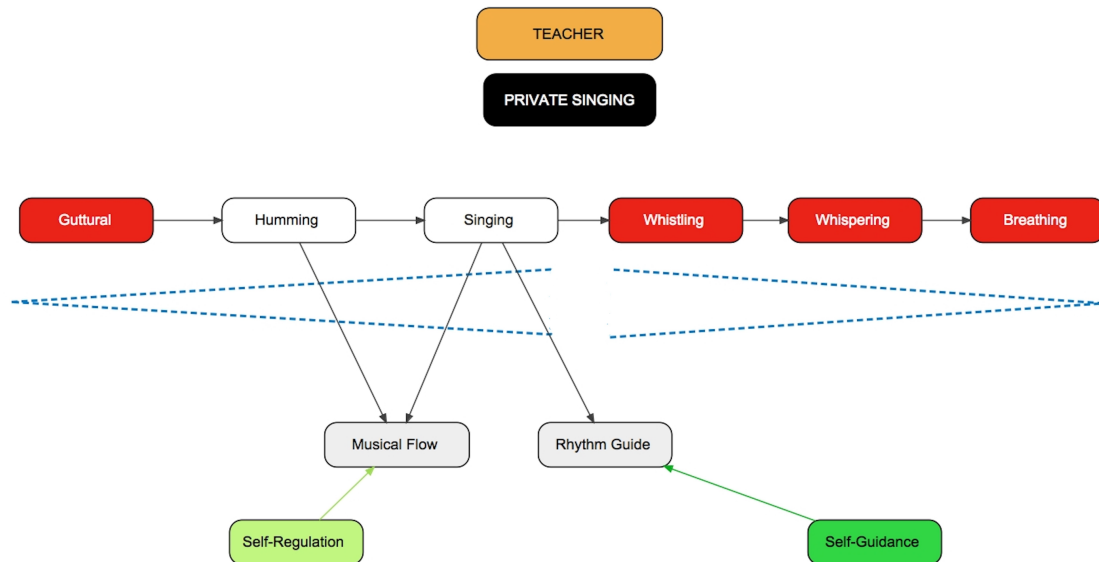 TEACHER
PRIVATE SINGING
Guttural
Humming
Singing
Whistling
Whispering
Breathing
Musical Flow
Rhythm Guide
Self-Regulation
Self-Guidance